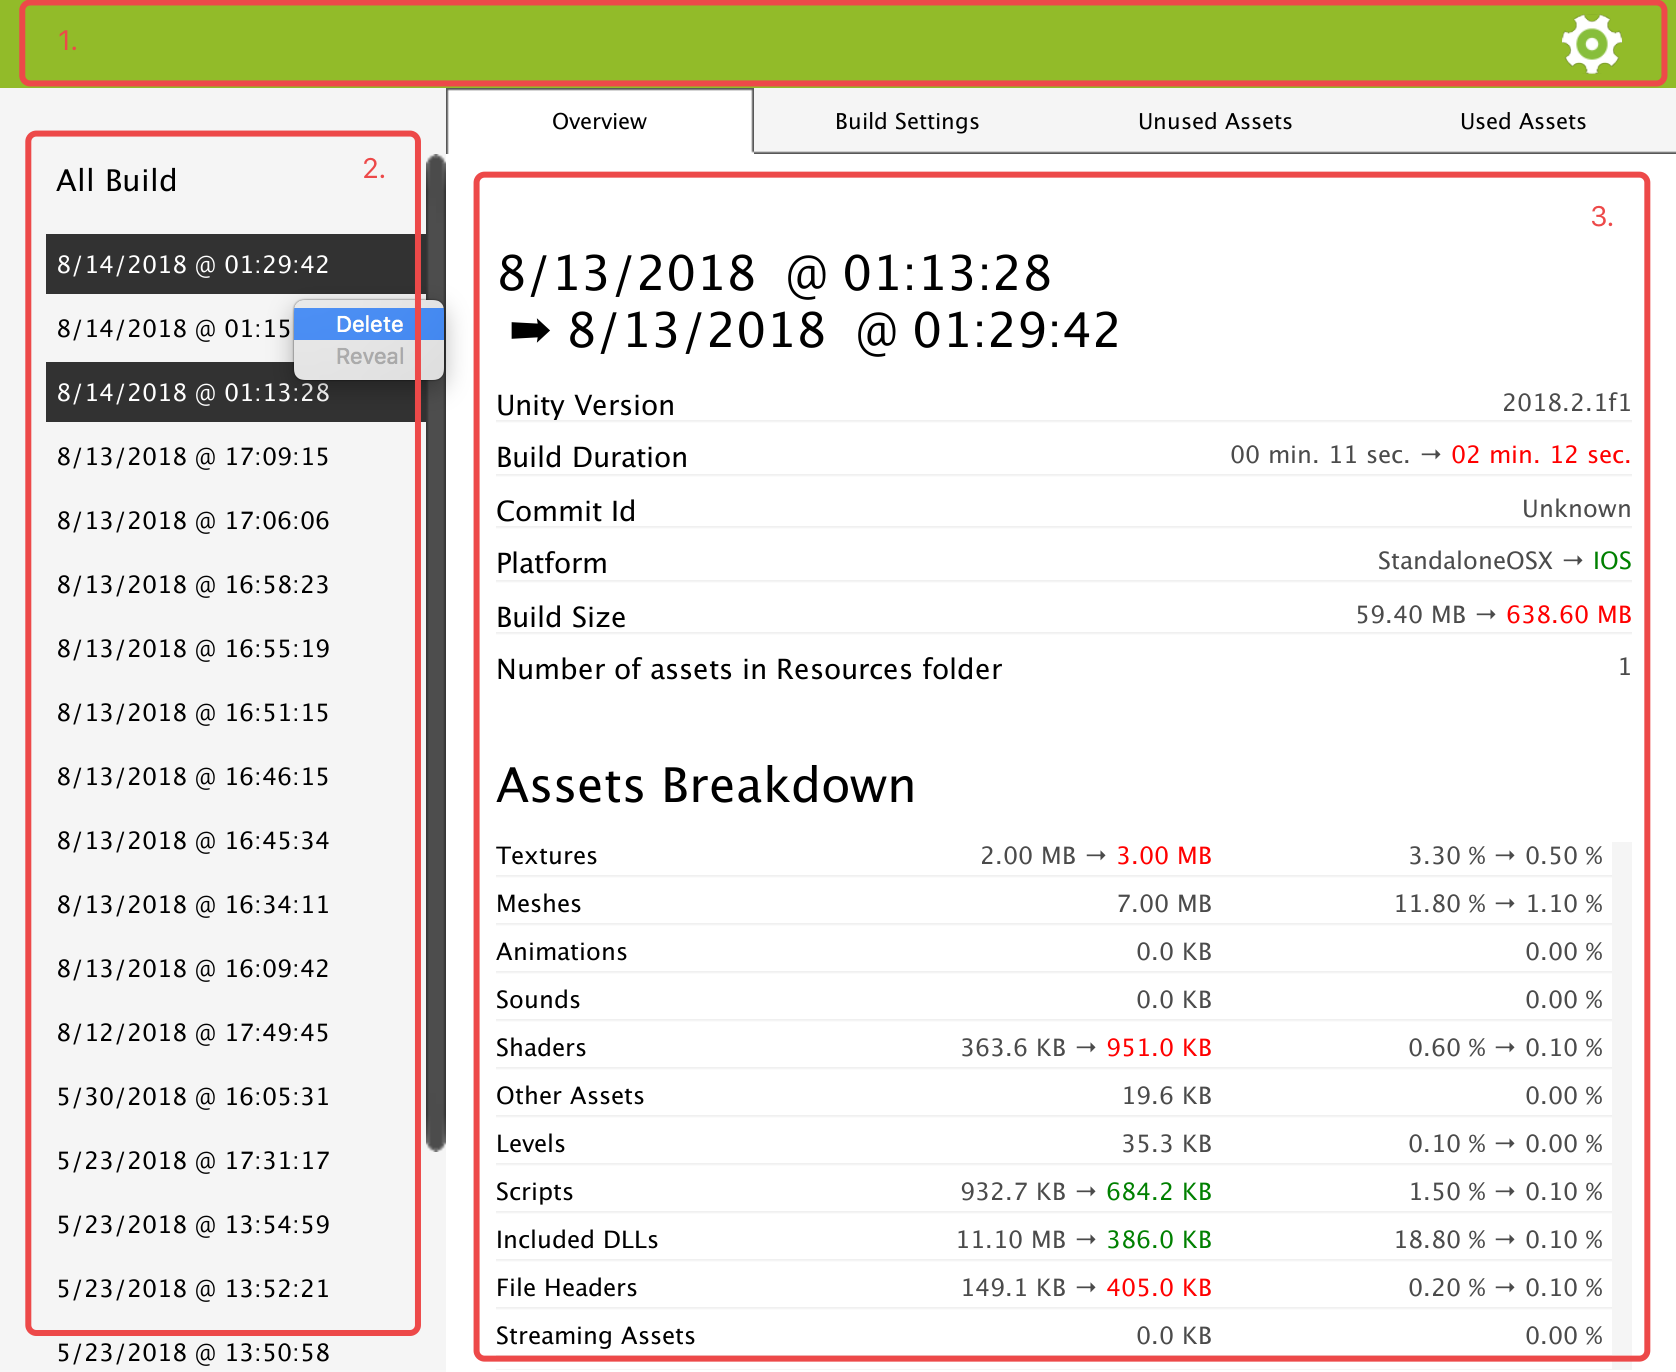 1.
Overview Build Settings Unused Assets Used Assets
2.
All Build
8/14/2018 @ 01:29:42
8/14/2018 @ 01:15
Delete
Reveal
8/14/2018 @ 01:13:28
8/13/2018 @ 17:09:15
8/13/2018 @ 17:06:06
8/13/2018 @ 16:58:23
8/13/2018 @ 16:55:19
8/13/2018 @ 16:51:15
8/13/2018 @ 16:46:15
8/13/2018 @ 16:45:34
8/13/2018 @ 16:34:11
8/13/2018 @ 16:09:42
8/12/2018 @ 17:49:45
5/30/2018 @ 16:05:31
5/23/2018 @ 17:31:17
5/23/2018 @ 13:54:59
5/23/2018 @ 13:52:21
5/23/2018 @ 13:50:58
3.
8/13/2018 @ 01:13:28
➡ 8/13/2018 @ 01:29:42
Unity Version 2018.2.1f1
Build Duration 00 min. 11 sec. → 02 min. 12 sec.
Commit Id Unknown
Platform StandaloneOSX → IOS
Build Size 59.40 MB → 638.60 MB
Number of assets in Resources folder 1
Assets Breakdown
Textures 2.00 MB → 3.00 MB 3.30 % → 0.50 %
Meshes 7.00 MB 11.80 % → 1.10 %
Animations 0.0 KB 0.00 %
Sounds 0.0 KB 0.00 %
Shaders 363.6 KB → 951.0 KB 0.60 % → 0.10 %
Other Assets 19.6 KB 0.00 %
Levels 35.3 KB 0.10 % → 0.00 %
Scripts 932.7 KB → 684.2 KB 1.50 % → 0.10 %
Included DLLs 11.10 MB → 386.0 KB 18.80 % → 0.10 %
File Headers 149.1 KB → 405.0 KB 0.20 % → 0.10 %
Streaming Assets 0.0 KB 0.00 %